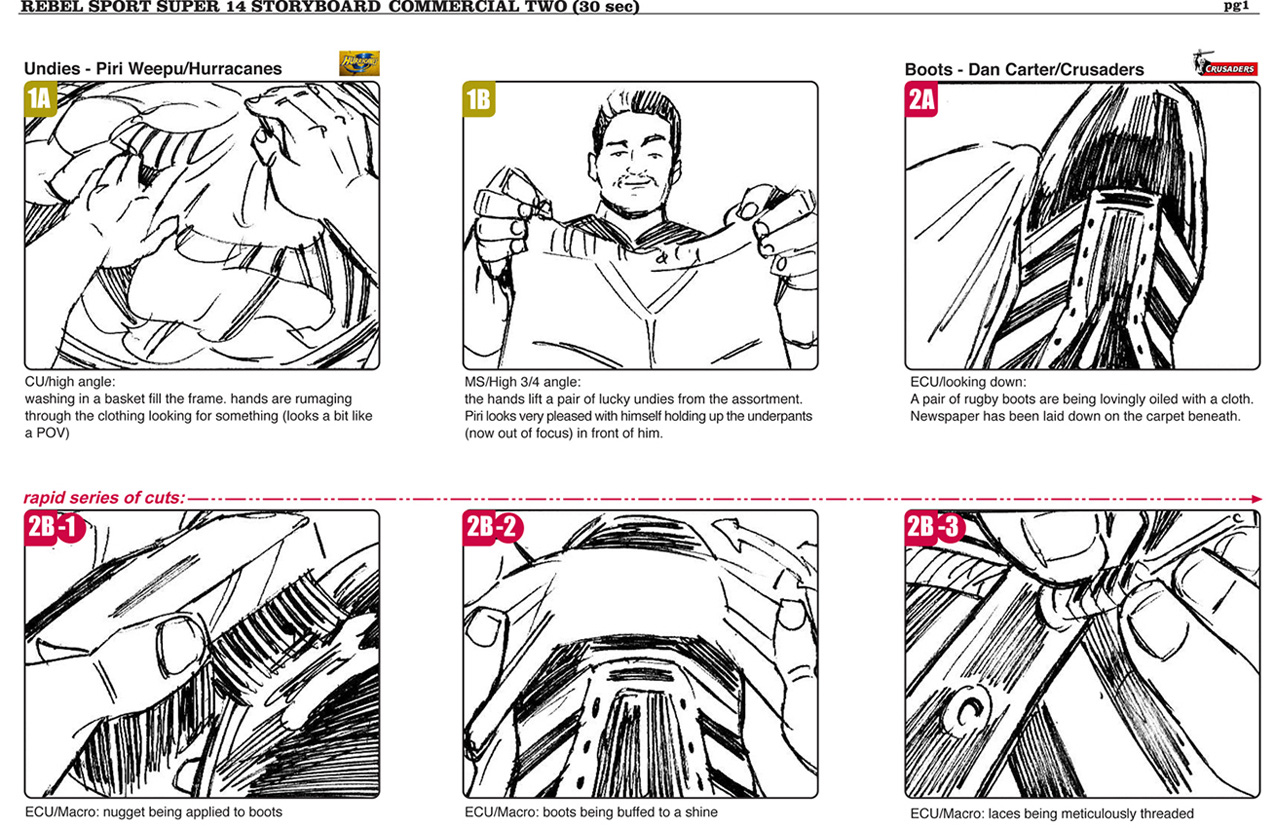 REBEL SPORT SUPER 14 STORYBOARD COMMERCIAL TWO (30 sec)
pg1
Undies - Piri Weepu/Hurracanes
HURRICANES
Boots - Dan Carter/Crusaders
CRUSADERS
1A
1B
2A
CU/high angle:
washing in a basket fill the frame. hands are rumaging
through the clothing looking for something (looks a bit like
a POV)
MS/High 3/4 angle:
the hands lift a pair of lucky undies from the assortment.
Piri looks very pleased with himself holding up the underpants
(now out of focus) in front of him.
ECU/looking down:
A pair of rugby boots are being lovingly oiled with a cloth.
Newspaper has been laid down on the carpet beneath.
rapid series of cuts:
2B-1
2B-2
2B-3
ECU/Macro: nugget being applied to boots
ECU/Macro: boots being buffed to a shine
ECU/Macro: laces being meticulously threaded